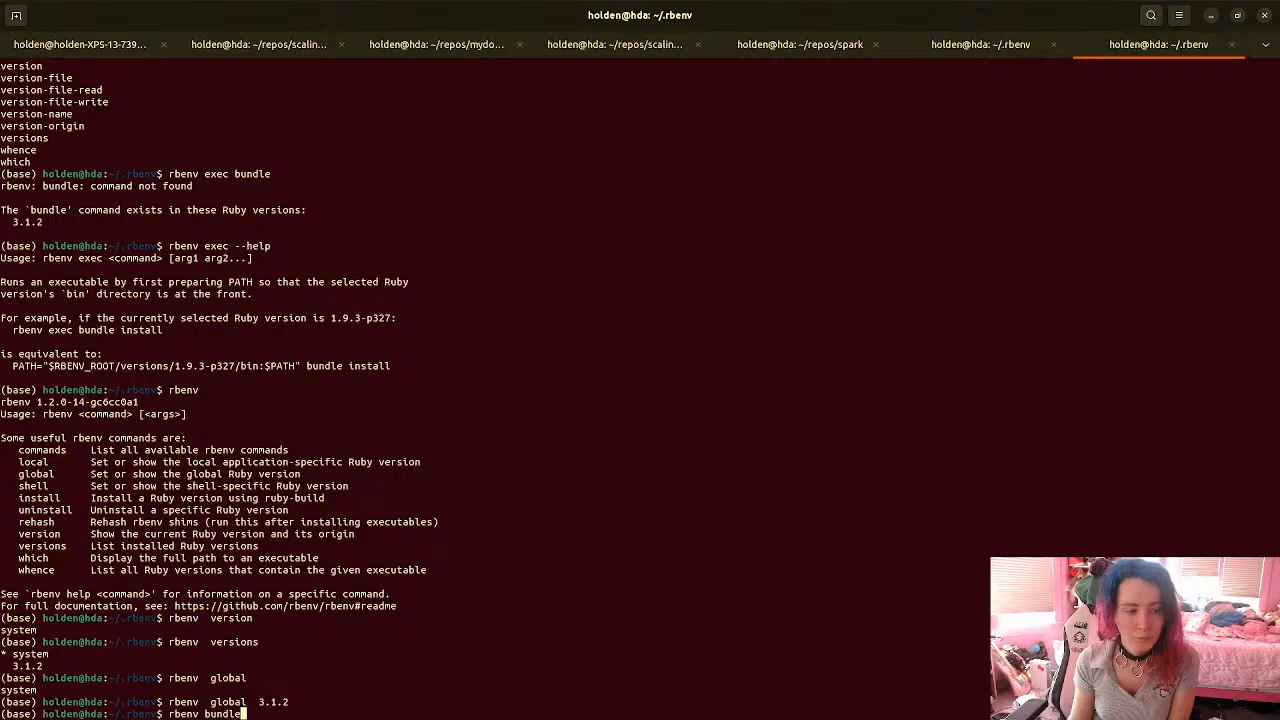 holden@hda: ~/.rbenv
holden@holden-XPS-13-739...
holden@hda: ~/repos/scalin...
holden@hda: ~/repos/mydo...
holden@hda: ~/repos/scalin...
holden@hda: ~/repos/spark
holden@hda: ~/.rbenv
holden@hda: ~/.rbenv
version
version-file
version-file-read
version-file-write
version-name
version-origin
versions
whence
which
(base) holden@hda:~/.rbenv$ rbenv exec bundle
rbenv: bundle: command not found
The `bundle' command exists in these Ruby versions:
3.1.2
(base) holden@hda:~/.rbenv$ rbenv exec --help
Usage: rbenv exec <command> [arg1 arg2...]
Runs an executable by first preparing PATH so that the selected Ruby
version's `bin' directory is at the front.
For example, if the currently selected Ruby version is 1.9.3-p327:
rbenv exec bundle install
is equivalent to:
PATH="$RBENV_ROOT/versions/1.9.3-p327/bin:$PATH" bundle install
(base) holden@hda:~/.rbenv$ rbenv
rbenv 1.2.0-14-gc6cc0a1
Usage: rbenv <command> [<args>]
Some useful rbenv commands are:
commands    List all available rbenv commands
local       Set or show the local application-specific Ruby version
global      Set or show the global Ruby version
shell       Set or show the shell-specific Ruby version
install     Install a Ruby version using ruby-build
uninstall   Uninstall a specific Ruby version
rehash      Rehash rbenv shims (run this after installing executables)
version     Show the current Ruby version and its origin
versions    List installed Ruby versions
which       Display the full path to an executable
whence      List all Ruby versions that contain the given executable
See `rbenv help <command>' for information on a specific command.
For full documentation, see: https://github.com/rbenv/rbenv#readme
(base) holden@hda:~/.rbenv$ rbenv  version
system
(base) holden@hda:~/.rbenv$ rbenv  versions
* system
3.1.2
(base) holden@hda:~/.rbenv$ rbenv  global
system
(base) holden@hda:~/.rbenv$ rbenv  global  3.1.2
(base) holden@hda:~/.rbenv$ rbenv bundle